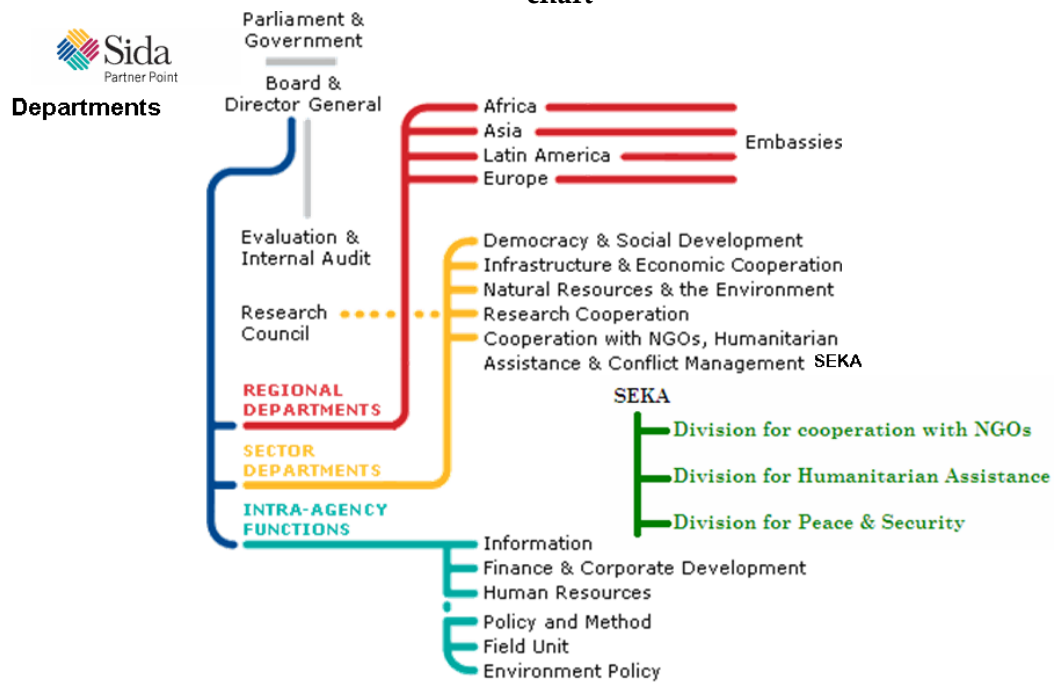 chart
Parliament &
Government
Sida
Partner Point
Departments
Board &
Director General
Africa
Asia
Latin America
Europe
Embassies
Evaluation &
Internal Audit
Democracy & Social Development
Infrastructure & Economic Cooperation
Natural Resources & the Environment
Research
Council
Research Cooperation
Cooperation with NGOs, Humanitarian
Assistance & Conflict Management SEKA
REGIONAL
DEPARTMENTS
SEKA
Division for cooperation with NGOs
Division for Humanitarian Assistance
Division for Peace & Security
SECTOR
DEPARTMENTS
INTRA-AGENCY
FUNCTIONS
Information
Finance & Corporate Development
Human Resources
Policy and Method
Field Unit
Environment Policy